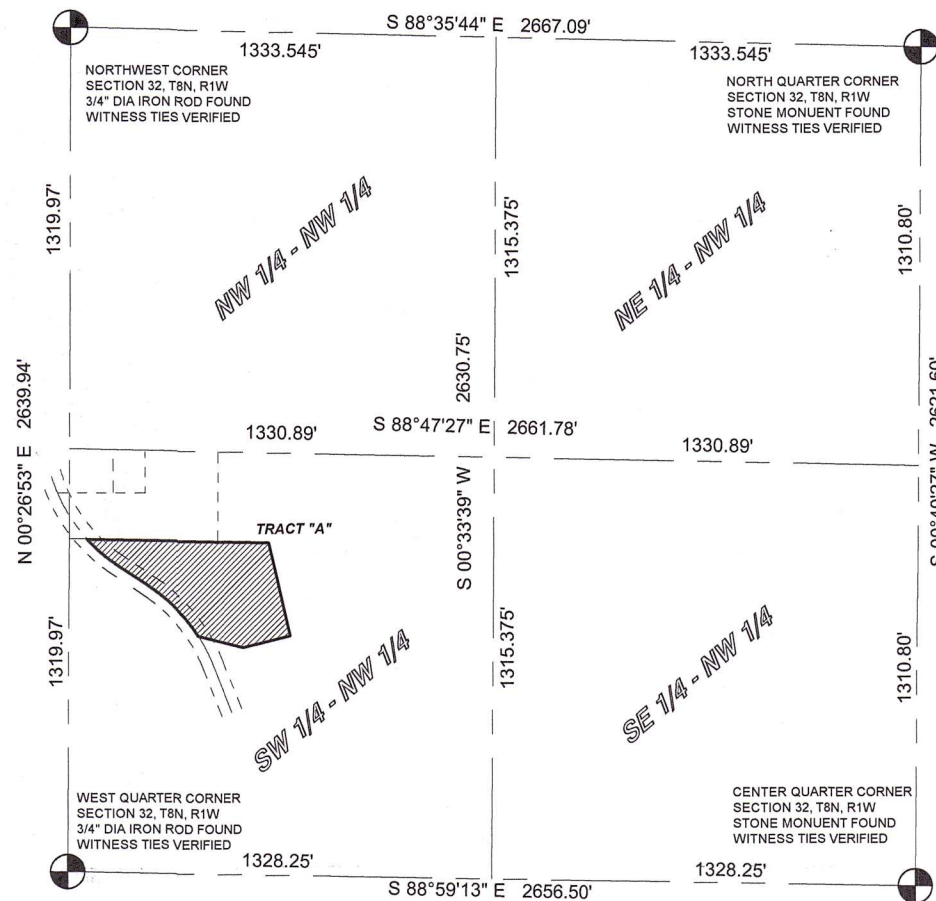 S 88°35'44" E 2667.09'
1333.545'
1333.545'
NORTHWEST CORNER
SECTION 32, T8N, R1W
3/4" DIA IRON ROD FOUND
WITNESS TIES VERIFIED
NORTH QUARTER CORNER
SECTION 32, T8N, R1W
STONE MONUENT FOUND
WITNESS TIES VERIFIED
1319.97'
NW 1/4 - NW 1/4
1315.375'
NE 1/4 - NW 1/4
1310.80'
N 00°26'53" E 2639.94'
2630.75'
S 88°47'27" E 2661.78'
1330.89'
1330.89'
S 00°33'39" W
TRACT "A"
1319.97'
SW 1/4 - NW 1/4
1315.375'
SE 1/4 - NW 1/4
1310.80'
WEST QUARTER CORNER
SECTION 32, T8N, R1W
3/4" DIA IRON ROD FOUND
WITNESS TIES VERIFIED
CENTER QUARTER CORNER
SECTION 32, T8N, R1W
STONE MONUENT FOUND
WITNESS TIES VERIFIED
1328.25'
1328.25'
S 88°59'13" E 2656.50'